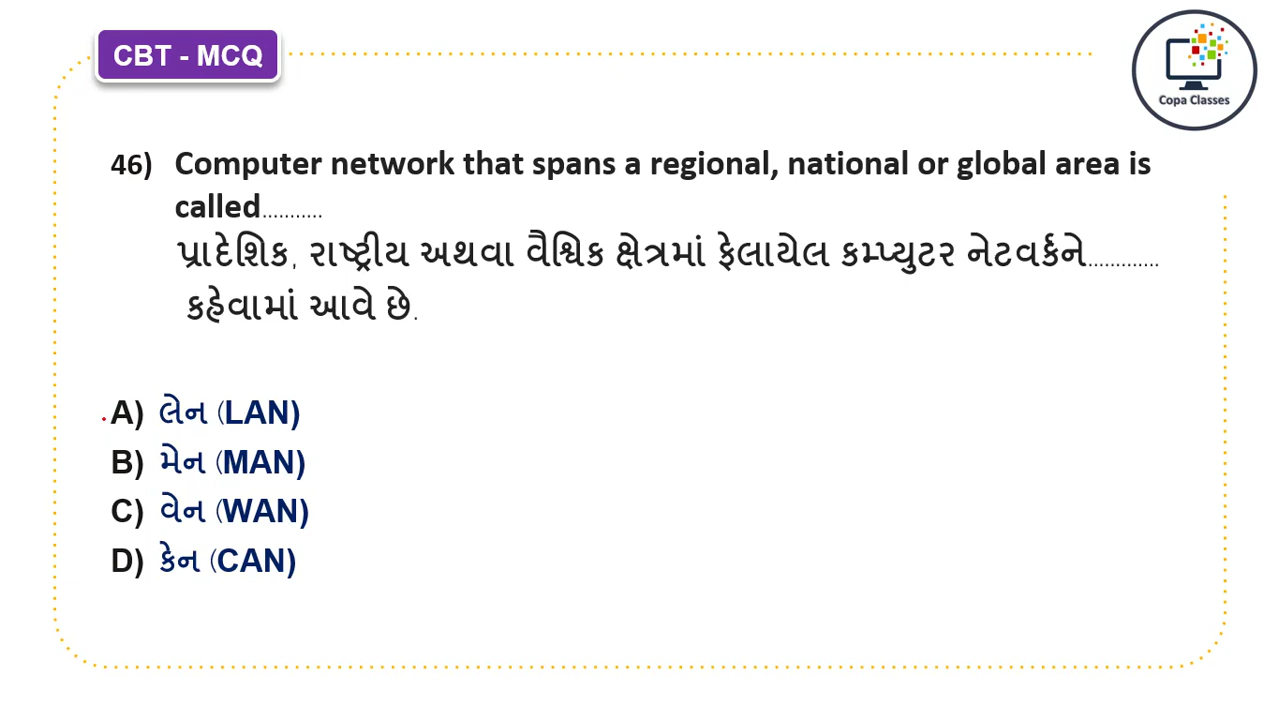 CBT - MCQ
Copa Classes
46) Computer network that spans a regional, national or global area is
called...........
પ્રાદેશિક, રાષ્ટ્રીય અથવા વૈશ્વિક ક્ષેત્રમાં ફેલાયેલ કમ્પ્યુટર નેટવર્કને.............
કહેવામાં આવે છે.
A) લેન (LAN)
B) મેન (MAN)
C) વેન (WAN)
D) કેન (CAN)